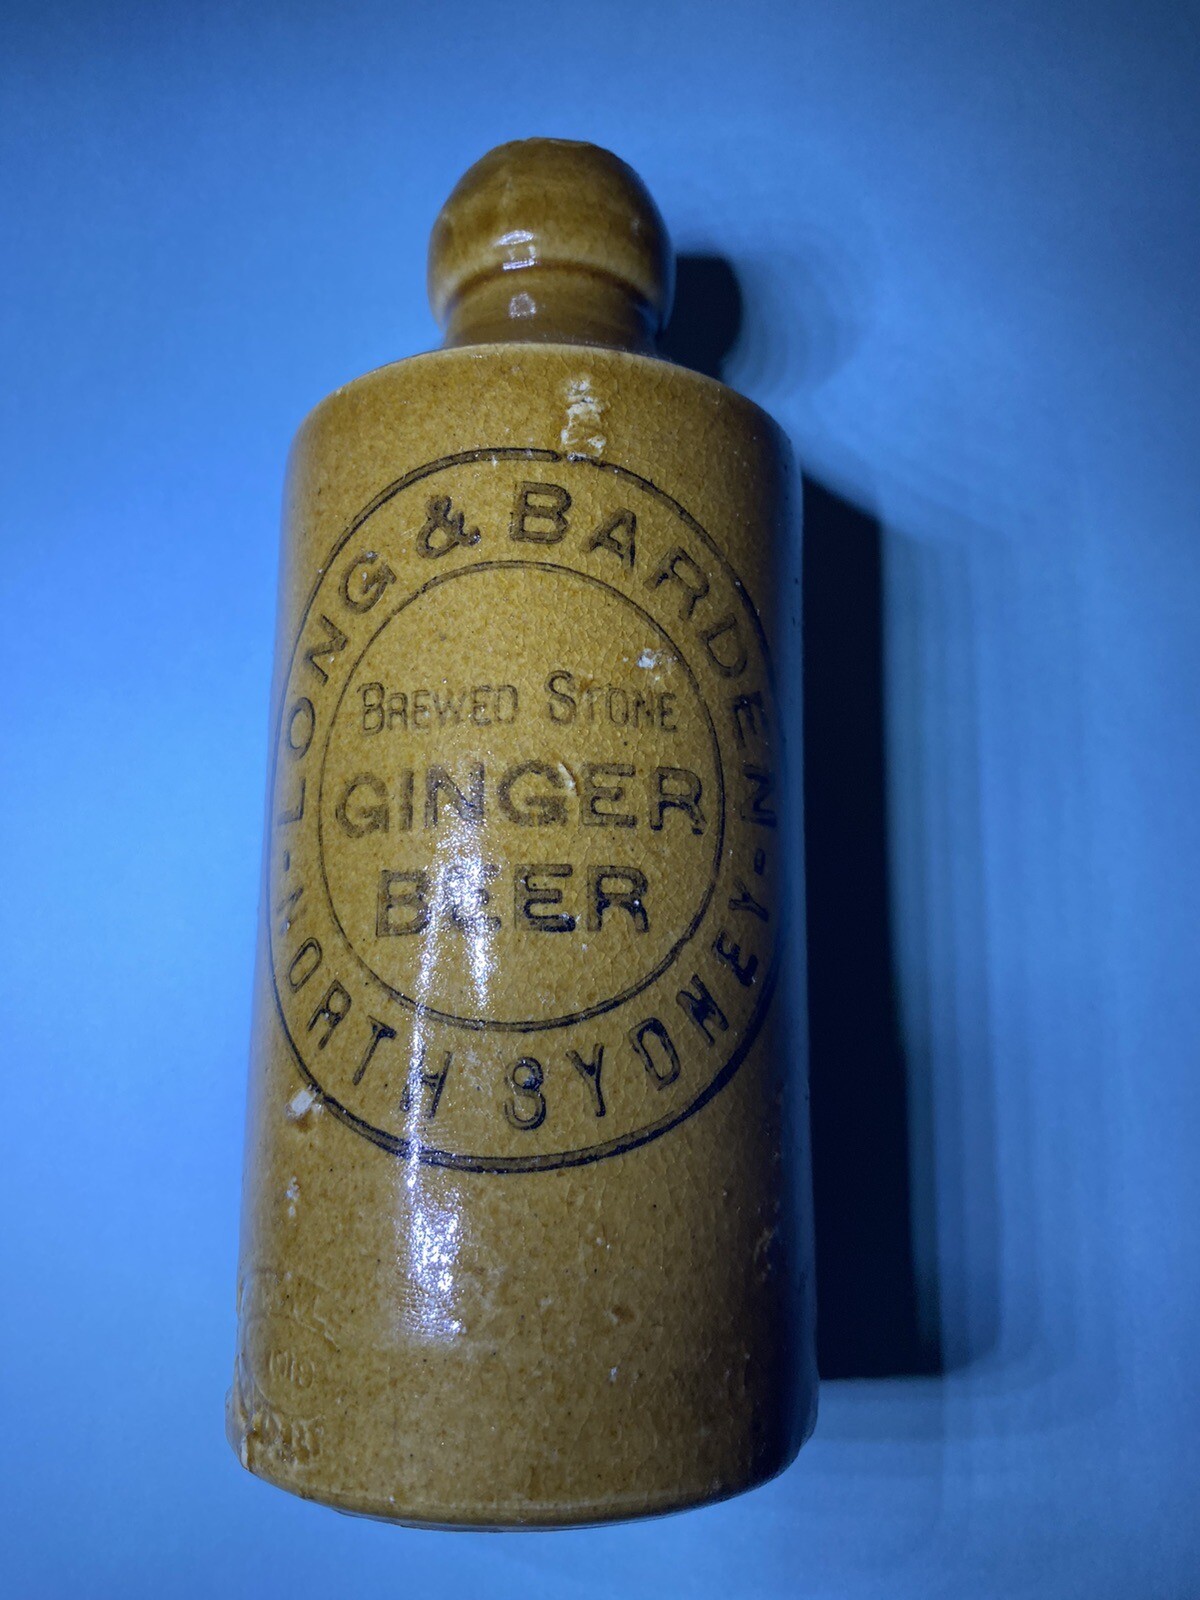 LONG & BARDEN
BREWED STONE
GINGER
BEER
- NORTH SYDNEY -